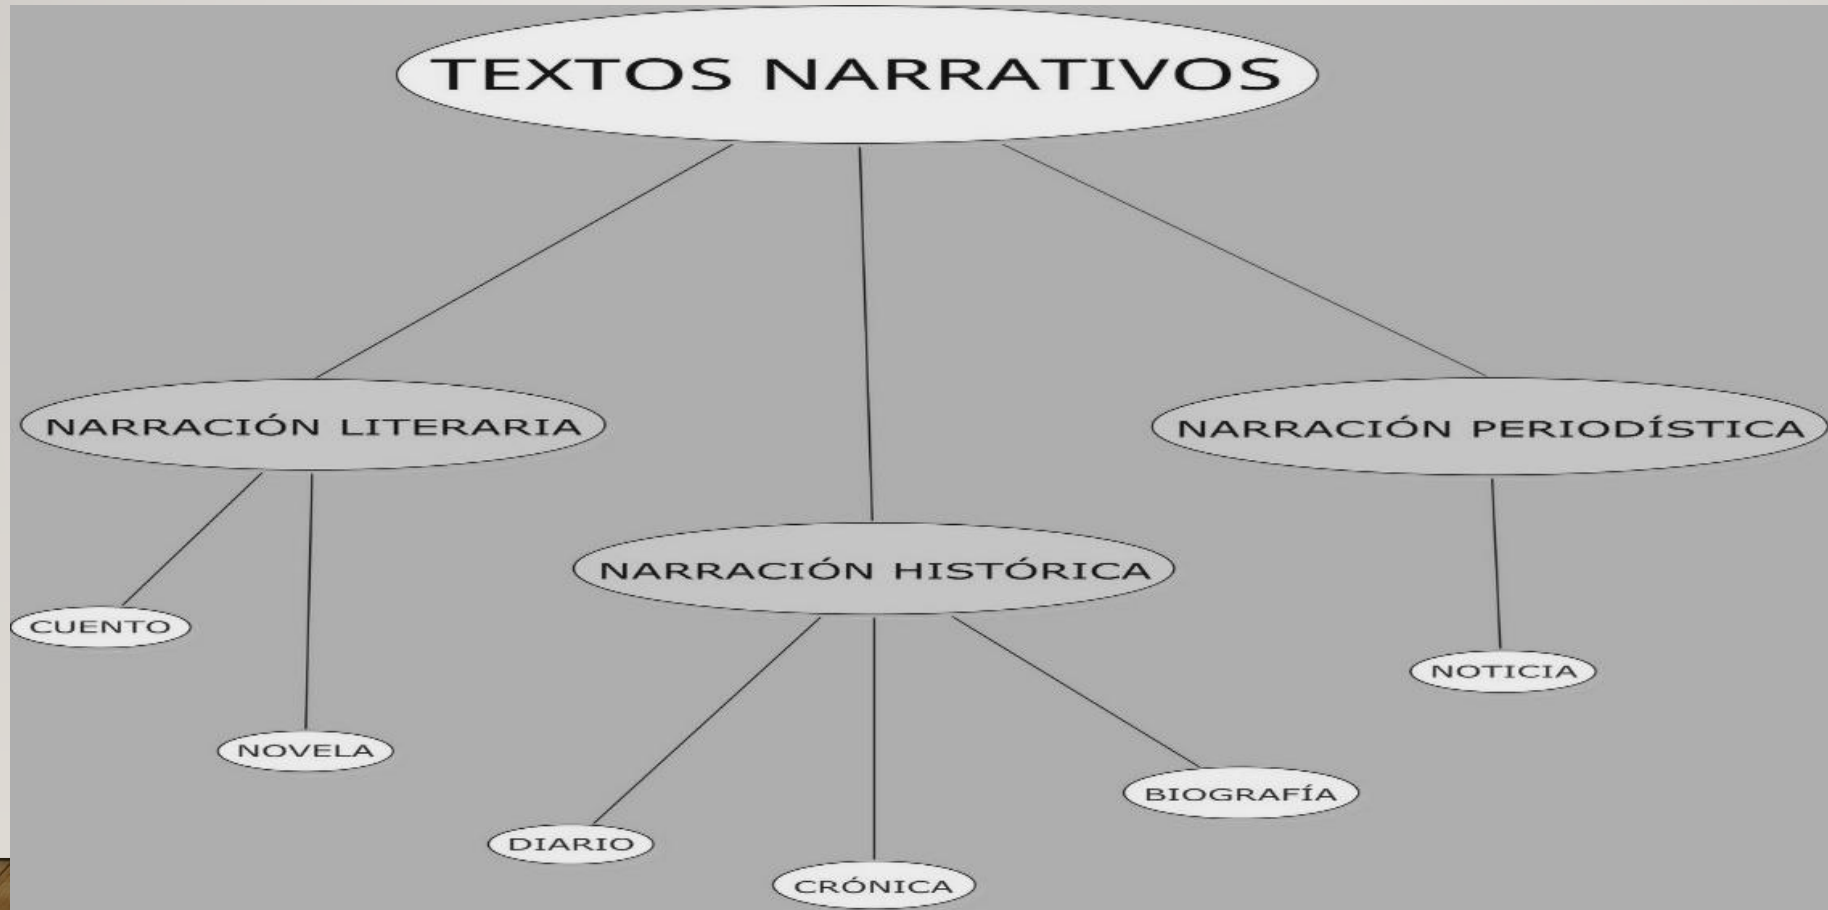 TEXTOS NARRATIVOS
NARRACIÓN LITERARIA
NARRACIÓN PERIODÍSTICA
NARRACIÓN HISTÓRICA
CUENTO
NOTICIA
NOVELA
BIOGRAFÍA
DIARIO
CRÓNICA